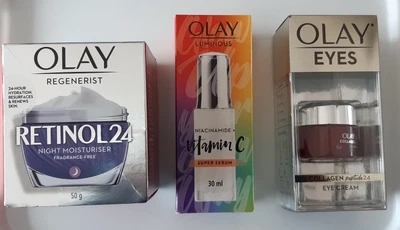 OLAY
REGENERIST
24-HOUR
HYDRATION,
RESURFACES
& RENEWS
SKIN
RETINOL24
NIGHT MOISTURISER
FRAGRANCE-FREE
50 g
OLAY
LUMINOUS
NIACINAMIDE +
vitamin C
SUPER SERUM
30 ml
OLAY
EYES
OLAY
COLLAGEN peptide24
EYE CREAM